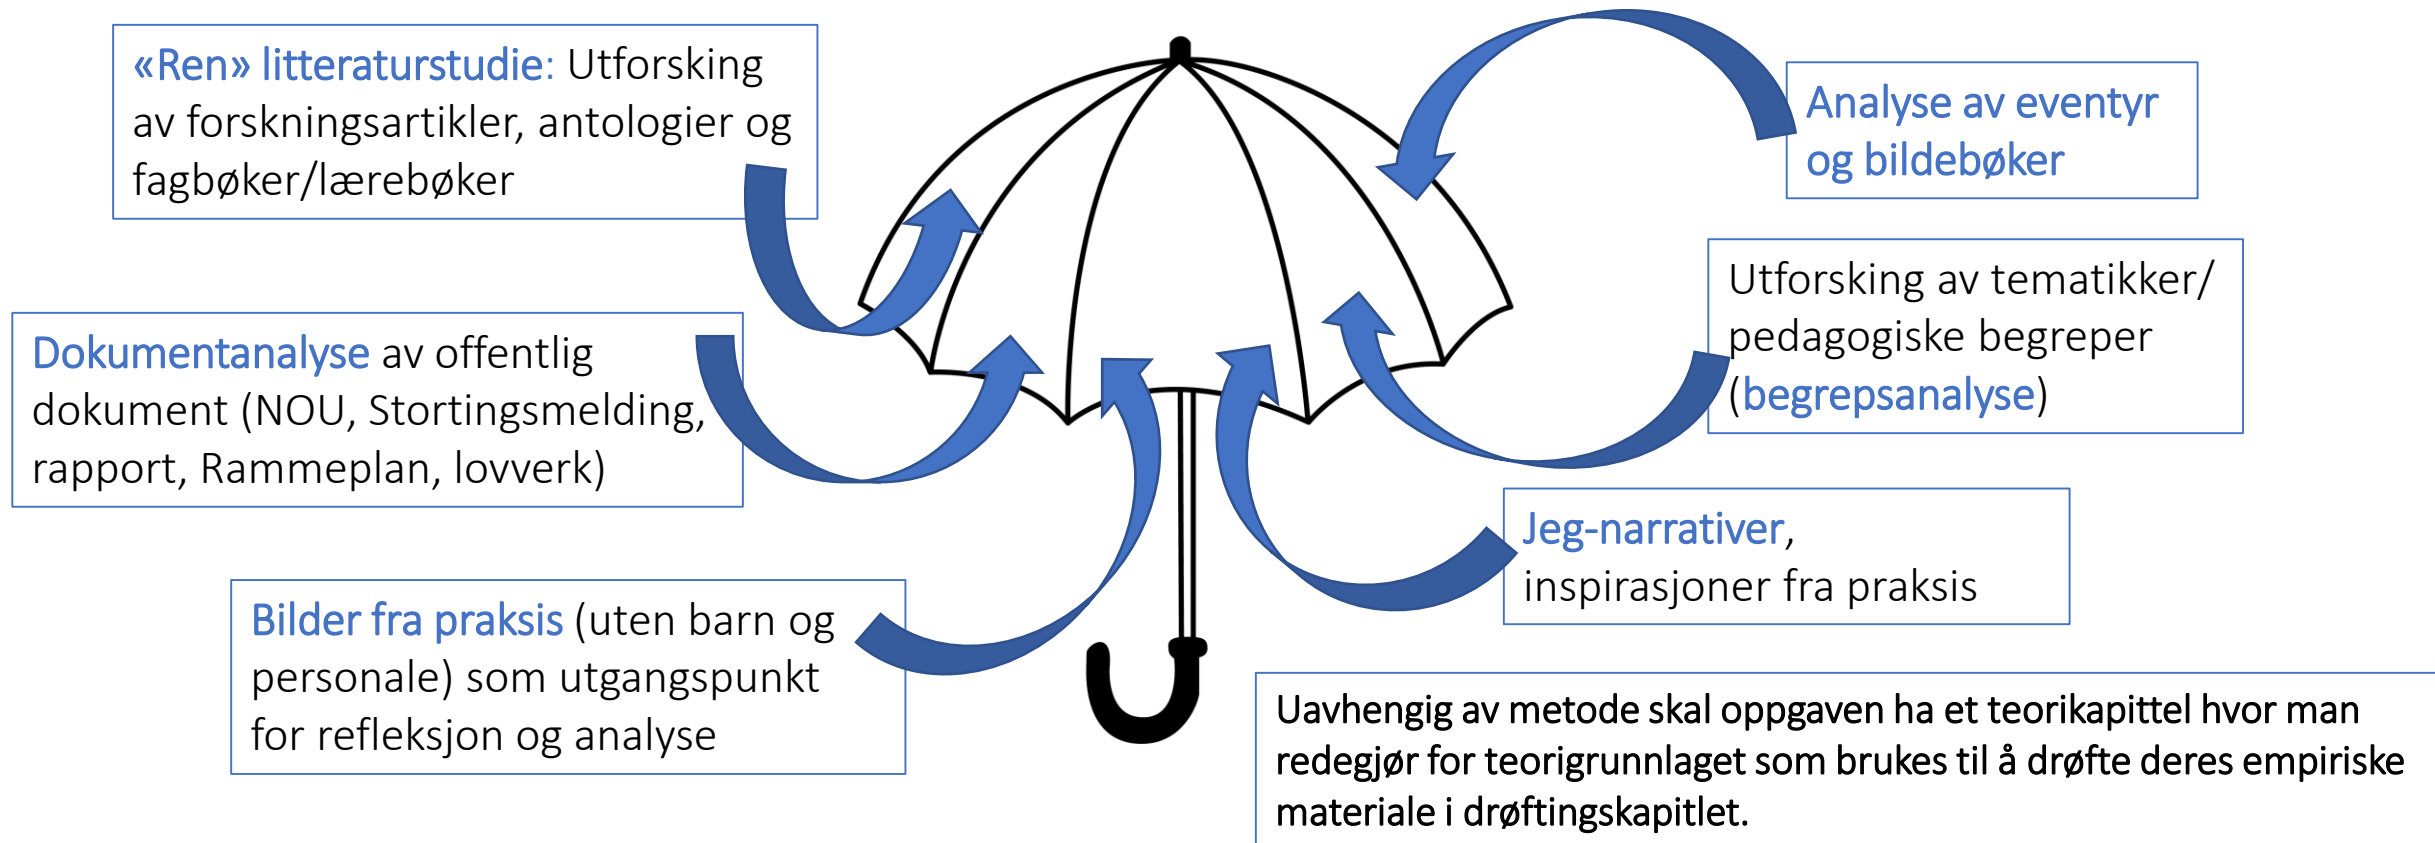 «Ren» litteraturstudie: Utforsking
av forskningsartikler, antologier og
fagbøker/lærebøker
Dokumentanalyse av offentlig
dokument (NOU, Stortingsmelding,
rapport, Rammeplan, lovverk)
Bilder fra praksis (uten barn og
personale) som utgangspunkt
for refleksjon og analyse
Analyse av eventyr
og bildebøker
Utforsking av tematikker/
pedagogiske begreper
(begrepsanalyse)
Jeg-narrativer,
inspirasjoner fra praksis
Uavhengig av metode skal oppgaven ha et teorikapittel hvor man
redegjør for teorigrunnlaget som brukes til å drøfte deres empiriske
materiale i drøftingskapitlet.